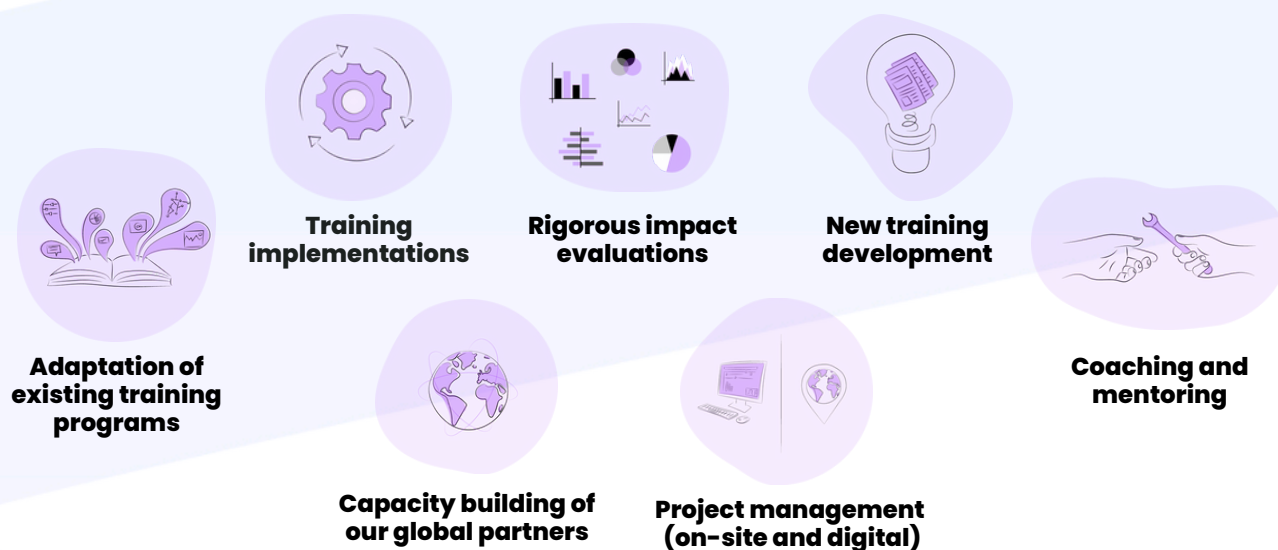 Training
implementations
Rigorous impact
evaluations
New training
development
Adaptation of
existing training
programs
Coaching and
mentoring
Capacity building of
our global partners
Project management
(on-site and digital)